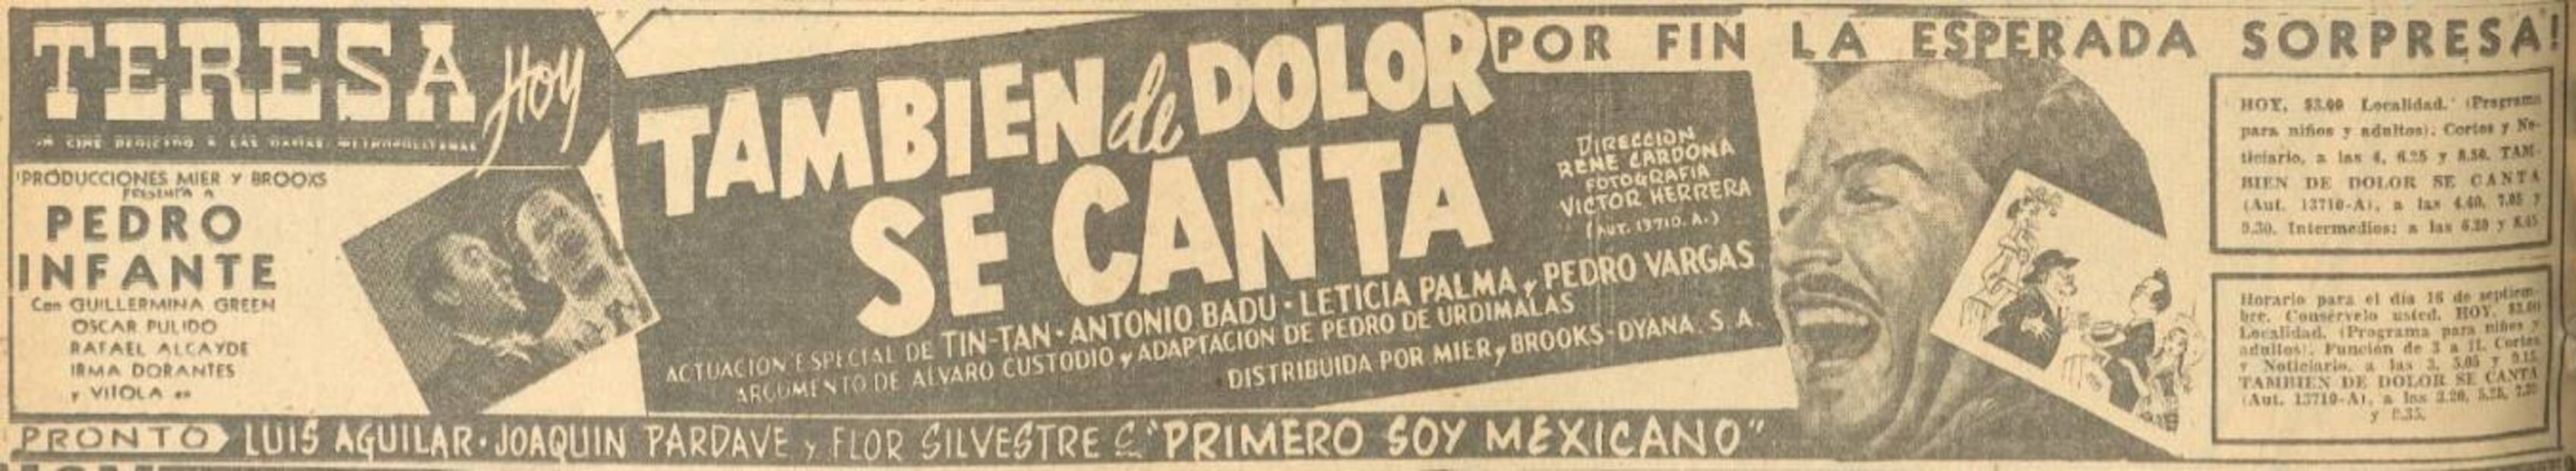 TERESA
Hoy
UN CINE DEDICADO A LAS DAMAS METROPOLITANAS
PRODUCCIONES MIER Y BROOKS
PRESENTA A
PEDRO
INFANTE
Con GUILLERMINA GREEN
OSCAR PULIDO
RAFAEL ALCAYDE
IRMA DORANTES
y VITOLA en
TAMBIEN de DOLOR
SE CANTA
DIRECCION
RENE CARDONA
FOTOGRAFIA
VICTOR HERRERA
(AUT. 13710. A.)
ACTUACION ESPECIAL DE TIN-TAN · ANTONIO BADU · LETICIA PALMA y PEDRO VARGAS
ARGUMENTO DE ALVARO CUSTODIO y ADAPTACION DE PEDRO DE URDIMALAS
DISTRIBUIDA POR MIER y BROOKS-DYANA. S. A.
POR FIN LA ESPERADA SORPRESA!
HOY, $3.00 Localidad. (Programa
para niños y adultos). Cortos y No-
ticiario, a las 4, 6.25 y 8.50. TAM-
BIEN DE DOLOR SE CANTA
(Aut. 13710-A), a las 4.40, 7.05 y
9.30. Intermedios: a las 6.20 y 8.45
Horario para el día 16 de septiem-
bre. Consérvelo usted. HOY, $3.00
Localidad. (Programa para niños y
adultos). Función de 3 a 11. Cortos
y Noticiario, a las 3, 5.05 y 7.15
TAMBIEN DE DOLOR SE CANTA
(Aut. 13710-A), a las 3.20, 5.25, 7.30
y
PRONTO LUIS AGUILAR · JOAQUIN PARDAVE y FLOR SILVESTRE "PRIMERO SOY MEXICANO"